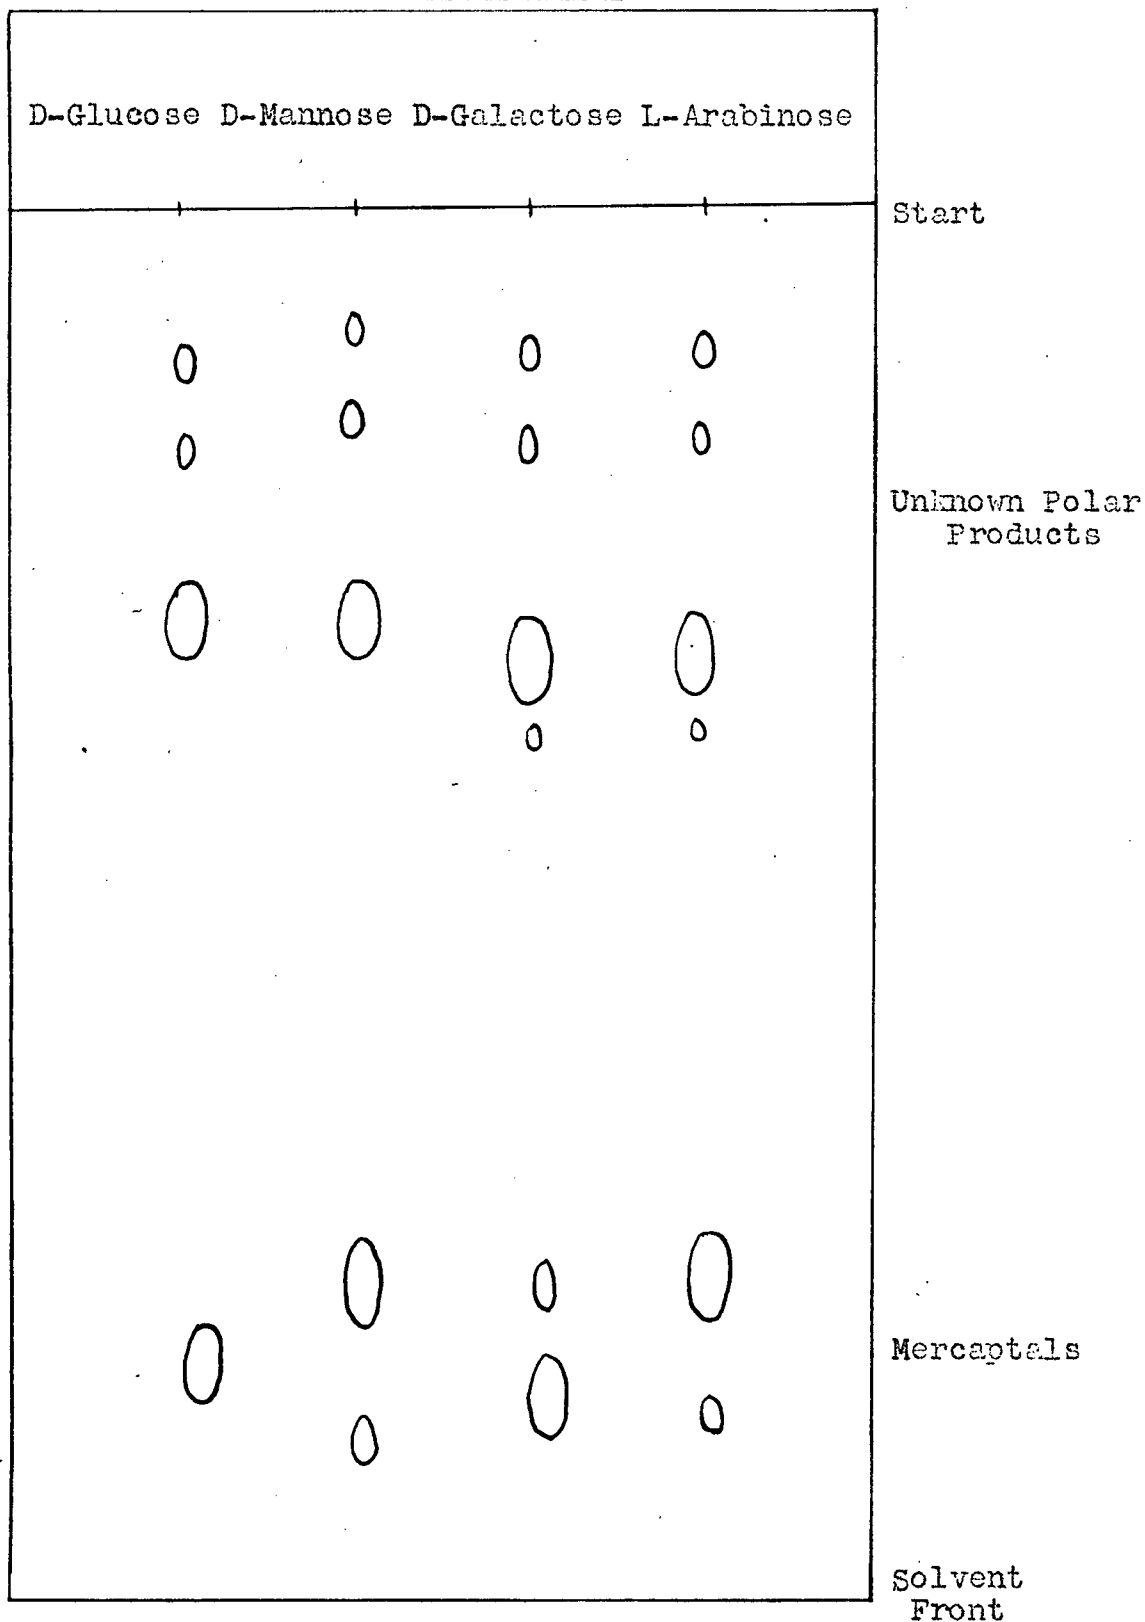 D-Glucose D-Mannose D-Galactose L-Arabinose
Start
Unknown Polar
Products
Mercaptals
Solvent
Front